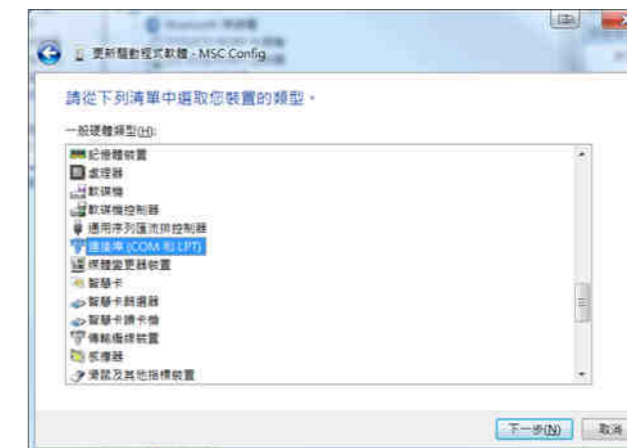 更新驅動程式軟體 - MSC Config
請從下列清單中選取您裝置的類型。
一般硬體類型(H):
記憶體裝置
處理器
軟碟機
軟碟機控制器
通用序列匯流排控制器
連接埠 (COM 和 LPT)
媒體變更器裝置
智慧卡
智慧卡篩選器
智慧卡讀卡機
傳輸纜線裝置
感應器
滑鼠及其他指標裝置
下一步(N)
取消